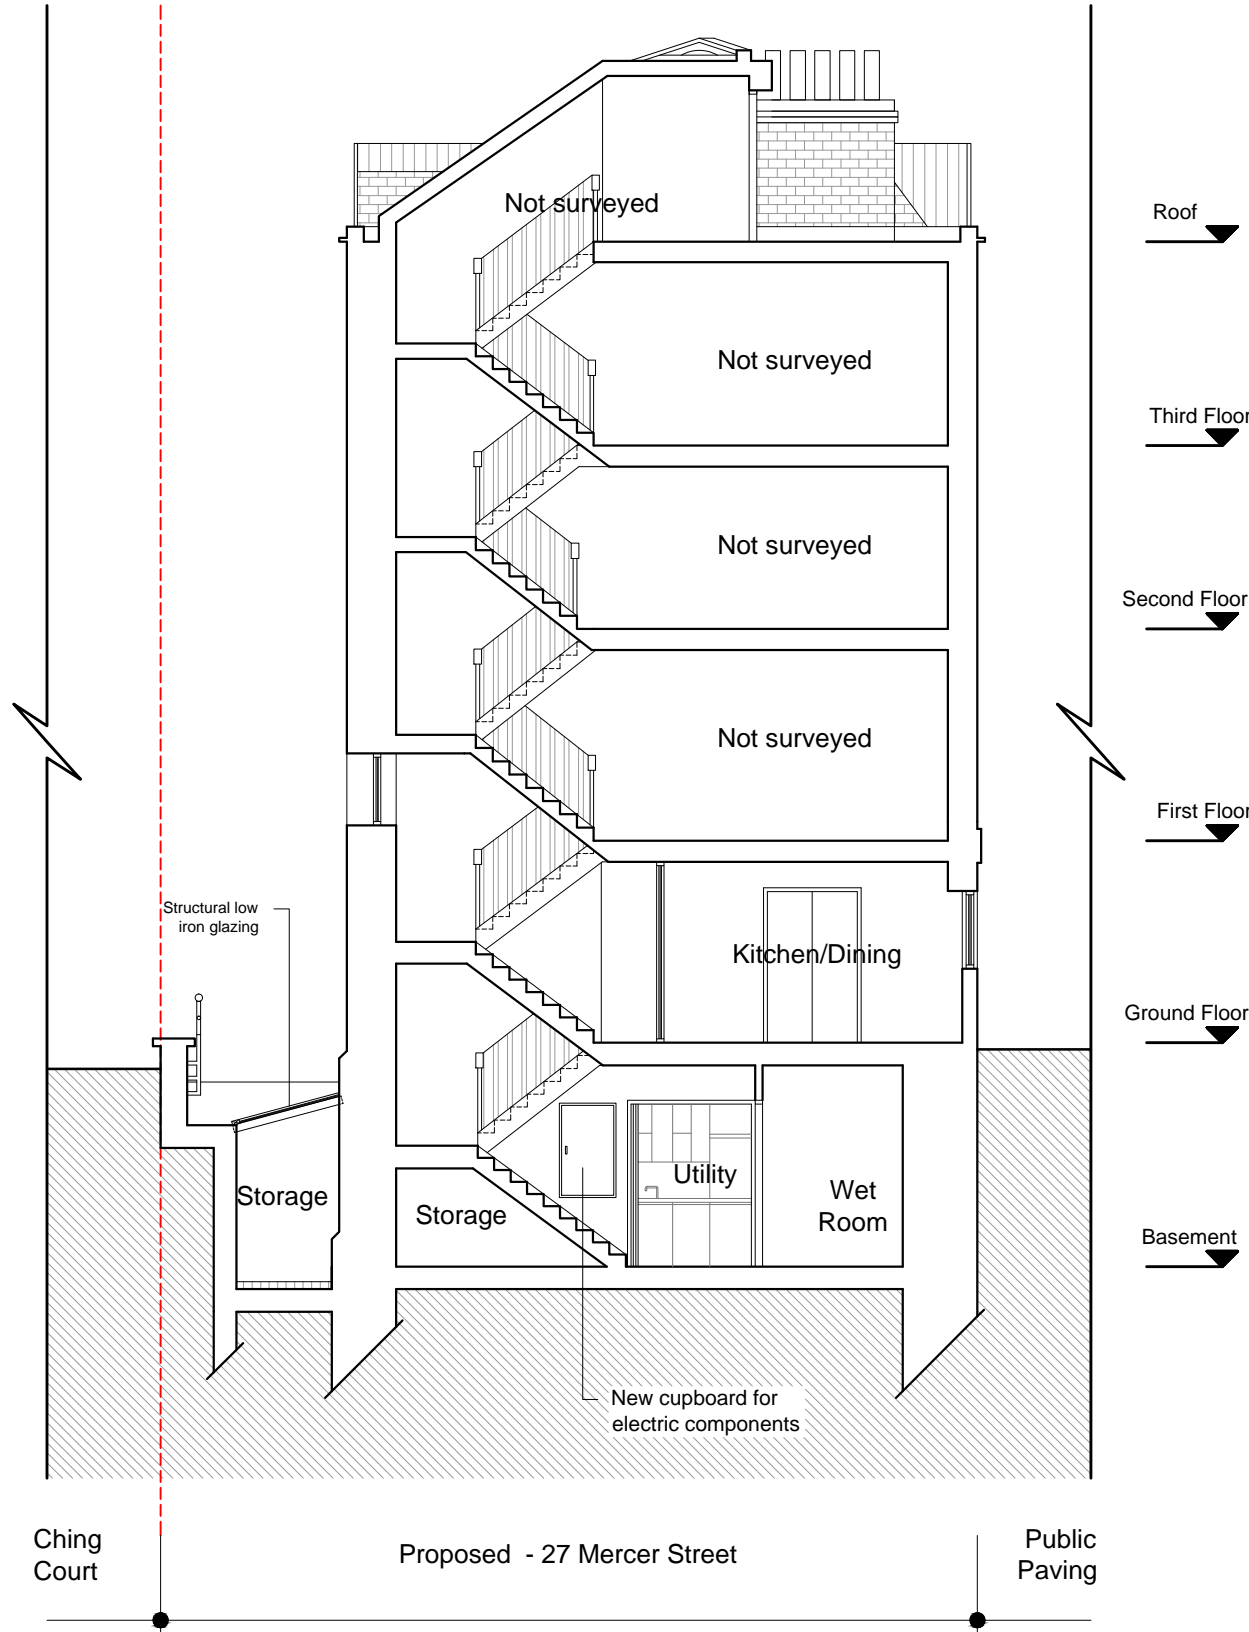 Not surveyed
Roof
Not surveyed
Third Floor
Not surveyed
Second Floor
Not surveyed
First Floor
Structural low
iron glazing
Kitchen/Dining
Ground Floor
Storage
Storage
Utility
Wet
Room
Basement
New cupboard for
electric components
Ching
Court
Proposed - 27 Mercer Street
Public
Paving